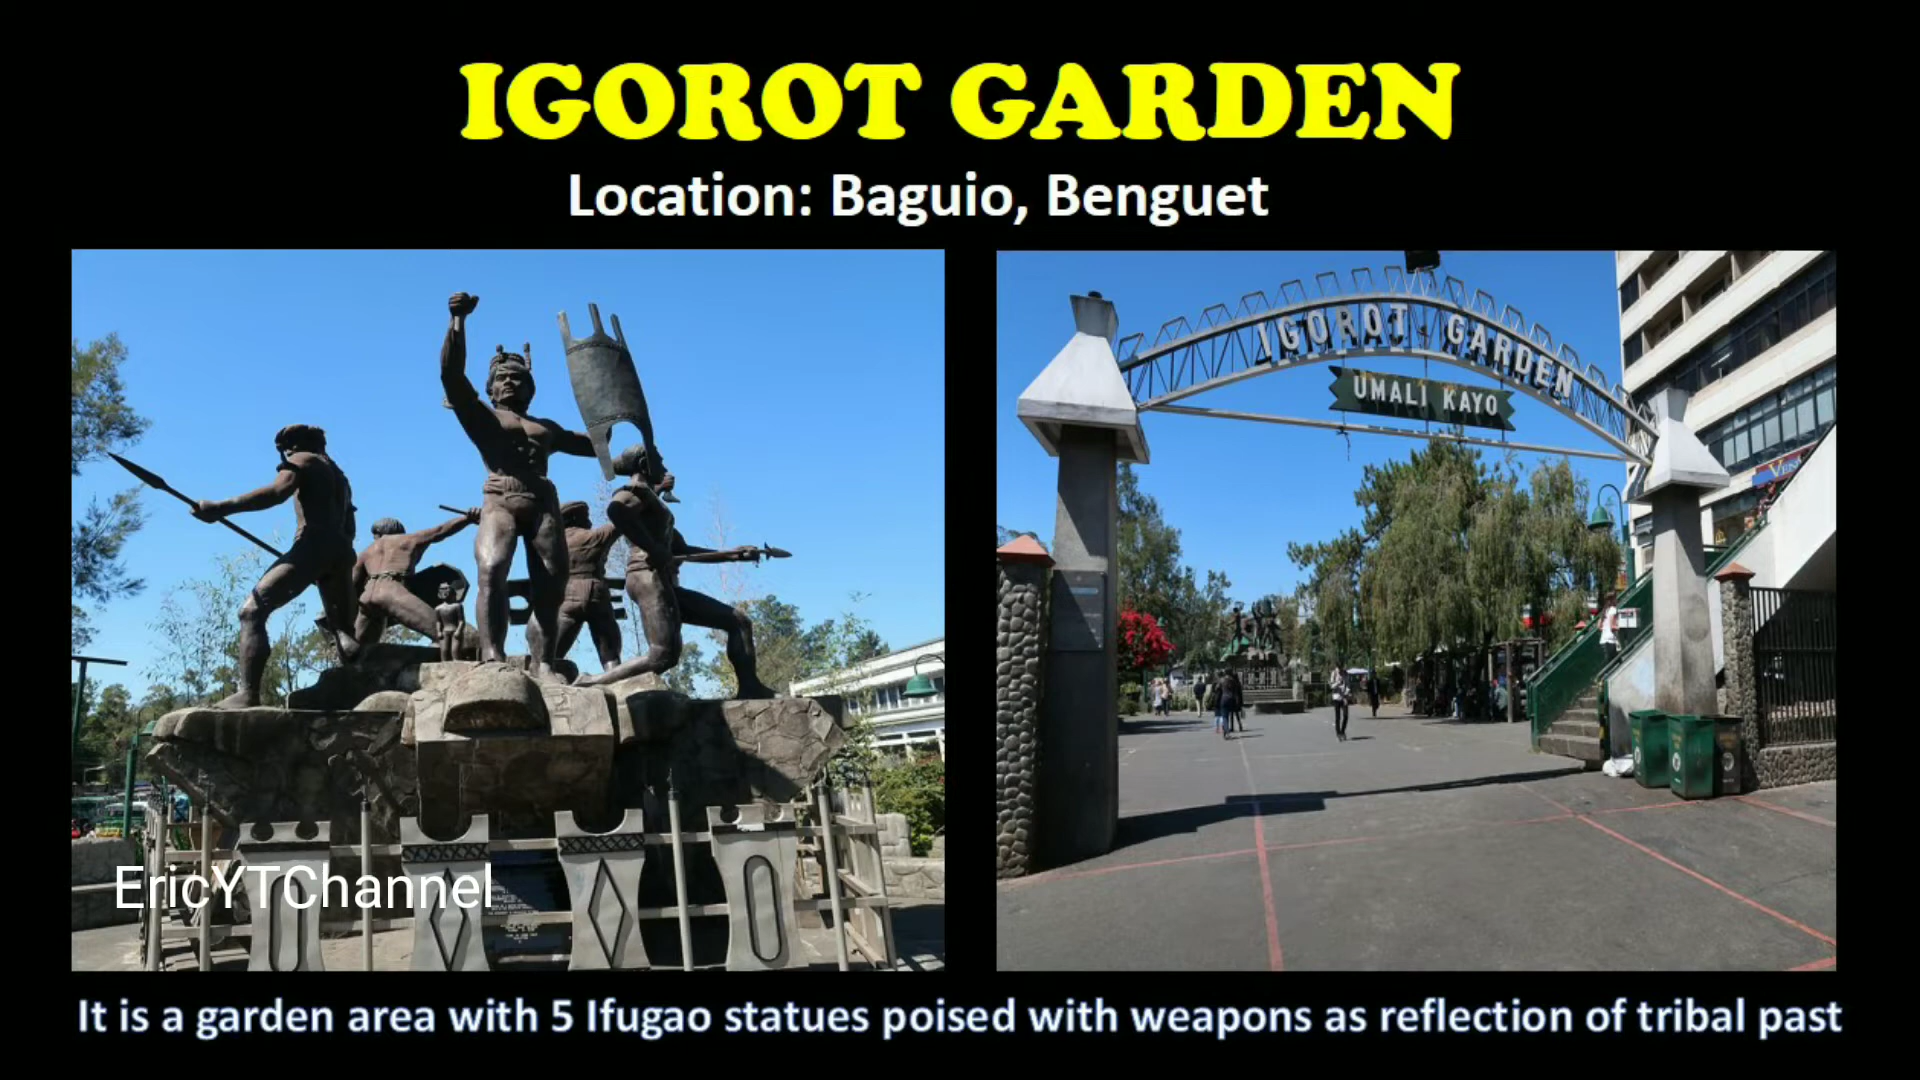 IGOROT GARDEN
Location: Baguio, Benguet
IGOROT GARDEN
UMALI KAYO
EricYTChannel
It is a garden area with 5 Ifugao statues poised with weapons as reflection of tribal past